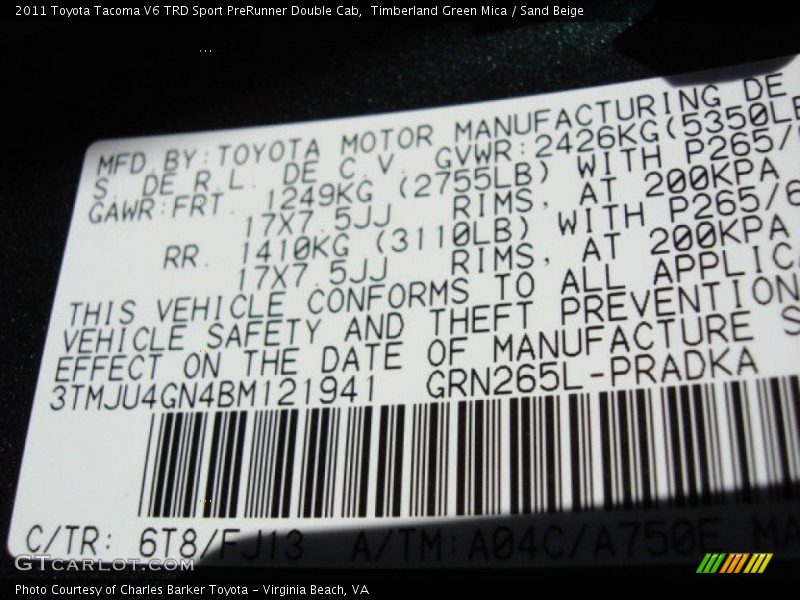 2011 Toyota Tacoma V6 TRD Sport PreRunner Double Cab,  Timberland Green Mica / Sand Beige
MFD.BY:TOYOTA MOTOR MANUFACTURING DE
S. DE R.L. DE C.V. GVWR:2426KG(5350LB
GAWR:FRT. 1249KG (2755LB) WITH P265/
17X7.5JJ RIMS, AT 200KPA
RR. 1410KG (3110LB) WITH P265/6
17X7.5JJ RIMS, AT 200KPA
THIS VEHICLE CONFORMS TO ALL APPLIC
VEHICLE SAFETY AND THEFT PREVENTION
EFFECT ON THE DATE OF MANUFACTURE S
3TMJU4GN4BM121941 GRN265L-PRADKA
C/TR: 6T8/FJ13 A/TM:A04C/A750E MA
GTCARLOT.COM
Photo Courtesy of Charles Barker Toyota - Virginia Beach, VA